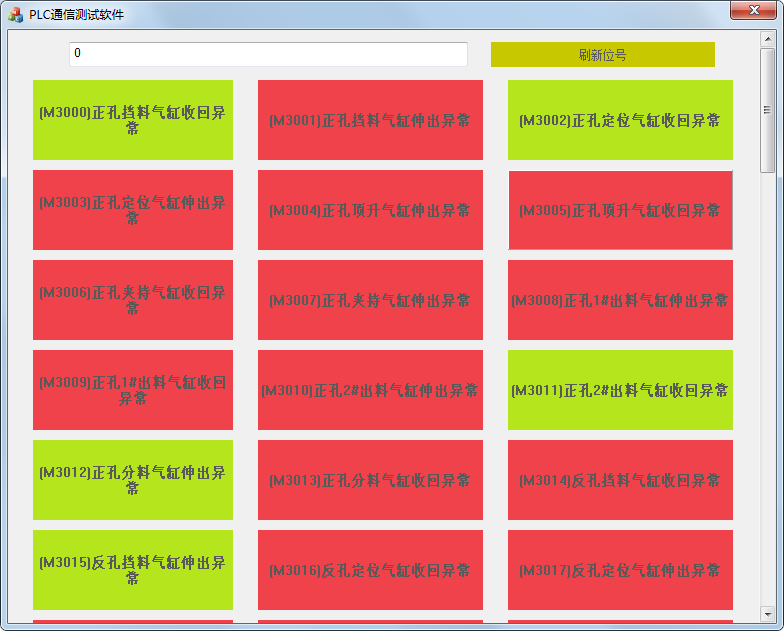 PLC通信测试软件
0
刷新位号
(M3000)正孔挡料气缸收回异
常
(M3001)正孔挡料气缸伸出异常
(M3002)正孔定位气缸收回异常
(M3003)正孔定位气缸伸出异
常
(M3004)正孔顶升气缸伸出异常
(M3005)正孔顶升气缸收回异常
(M3006)正孔夹持气缸收回异
常
(M3007)正孔夹持气缸伸出异常
(M3008)正孔1#出料气缸伸出异常
(M3009)正孔1#出料气缸收回
异常
(M3010)正孔2#出料气缸伸出异常
(M3011)正孔2#出料气缸收回异常
(M3012)正孔分料气缸伸出异
常
(M3013)正孔分料气缸收回异常
(M3014)反孔挡料气缸收回异常
(M3015)反孔挡料气缸伸出异
常
(M3016)反孔定位气缸收回异常
(M3017)反孔定位气缸伸出异常